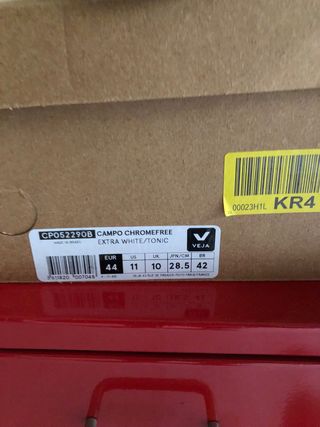 CP052290B CAMPO CHROMEFREE
MADE IN BRAZIL
EXTRA WHITE/TONIC
VEJA
EUR US UK JPN/CM BR
44 11 10 28.5 42
00023H1L KR4